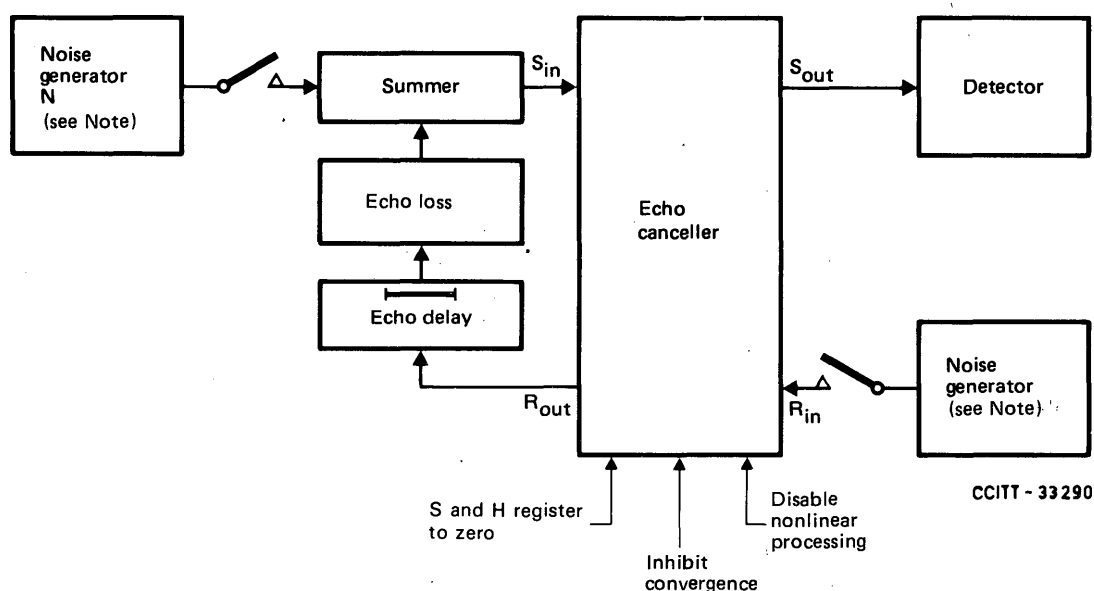 Noise
generator
N
(see Note)
Summer
S_in
Echo loss
Echo delay
R_out
Echo
canceller
S_out
Detector
R_in
Noise
generator
(see Note)
S and H register
to zero
Inhibit
convergence
Disable
nonlinear
processing
CCITT - 33290